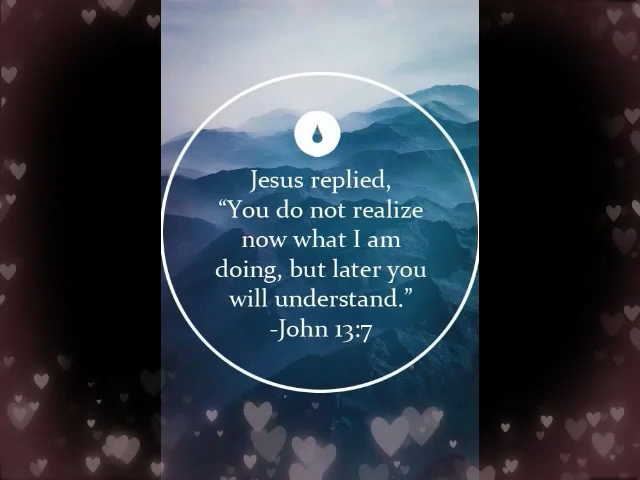 Jesus replied,
“You do not realize
now what I am
doing, but later you
will understand.”
-John 13:7